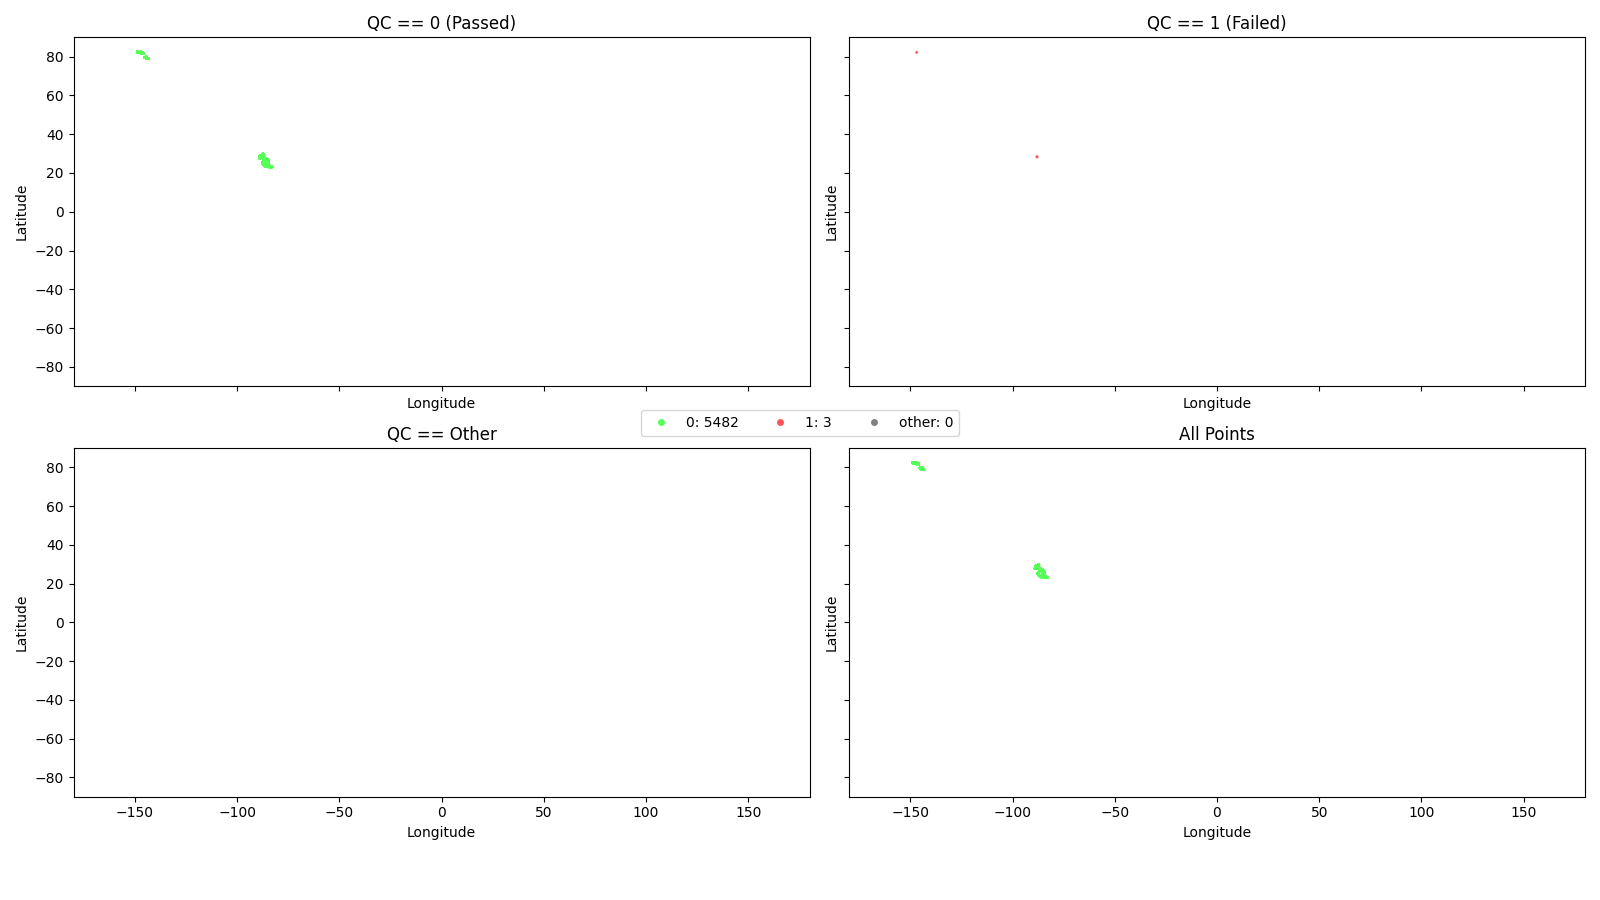 QC == 0 (Passed)
80
60
40
20
0
−20
−40
−60
−80
Latitude
Longitude
QC == 1 (Failed)
Latitude
Longitude
0: 5482
1: 3
other: 0
QC == Other
80
60
40
20
0
−20
−40
−60
−80
Latitude
−150 −100 −50 0 50 100 150
Longitude
All Points
Latitude
−150 −100 −50 0 50 100 150
Longitude